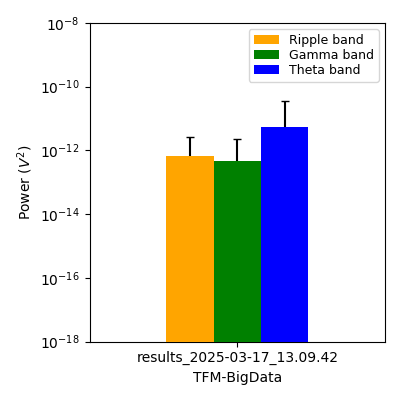 10^{-8}
Ripple band
Gamma band
Theta band
10^{-10}
10^{-12}
10^{-14}
10^{-16}
10^{-18}
Power (V^2)
results_2025-03-17_13.09.42
TFM-BigData